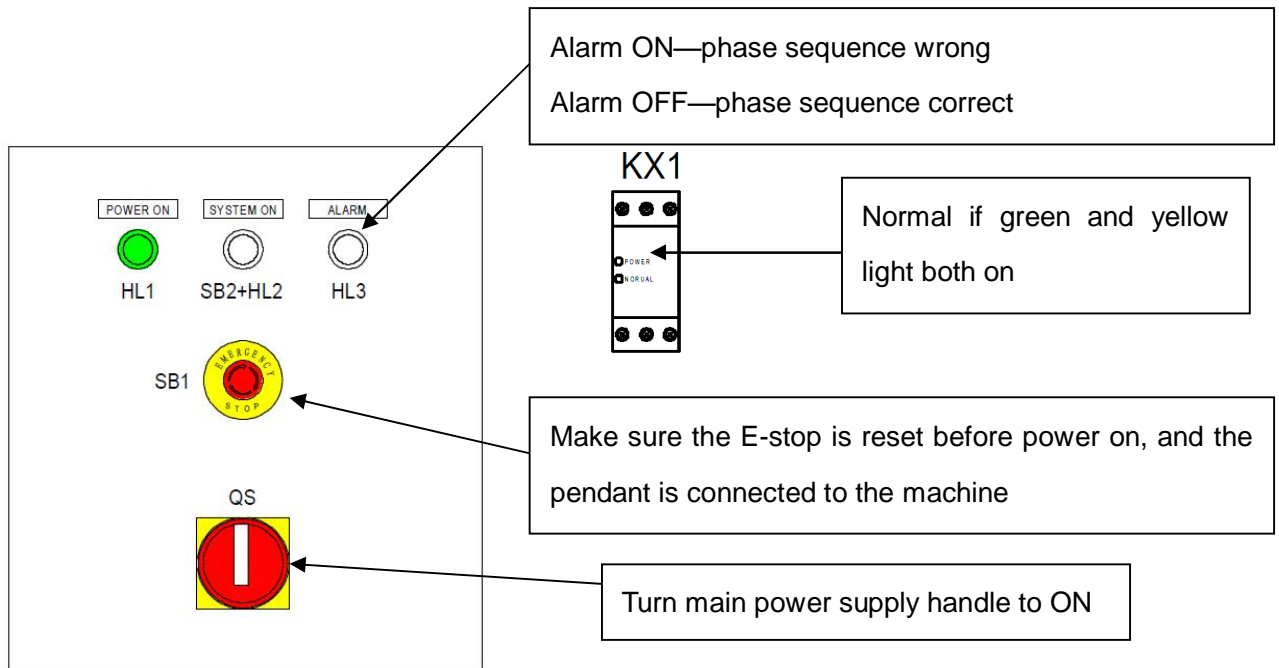 Alarm ON—phase sequence wrong
Alarm OFF—phase sequence correct
KX1
POWER ON
SYSTEM ON
ALARM
HL1
SB2+HL2
HL3
Normal if green and yellow
light both on
POWER
NORUAL
SB1
EMERGENCY
STOP
Make sure the E-stop is reset before power on, and the
pendant is connected to the machine
QS
Turn main power supply handle to ON